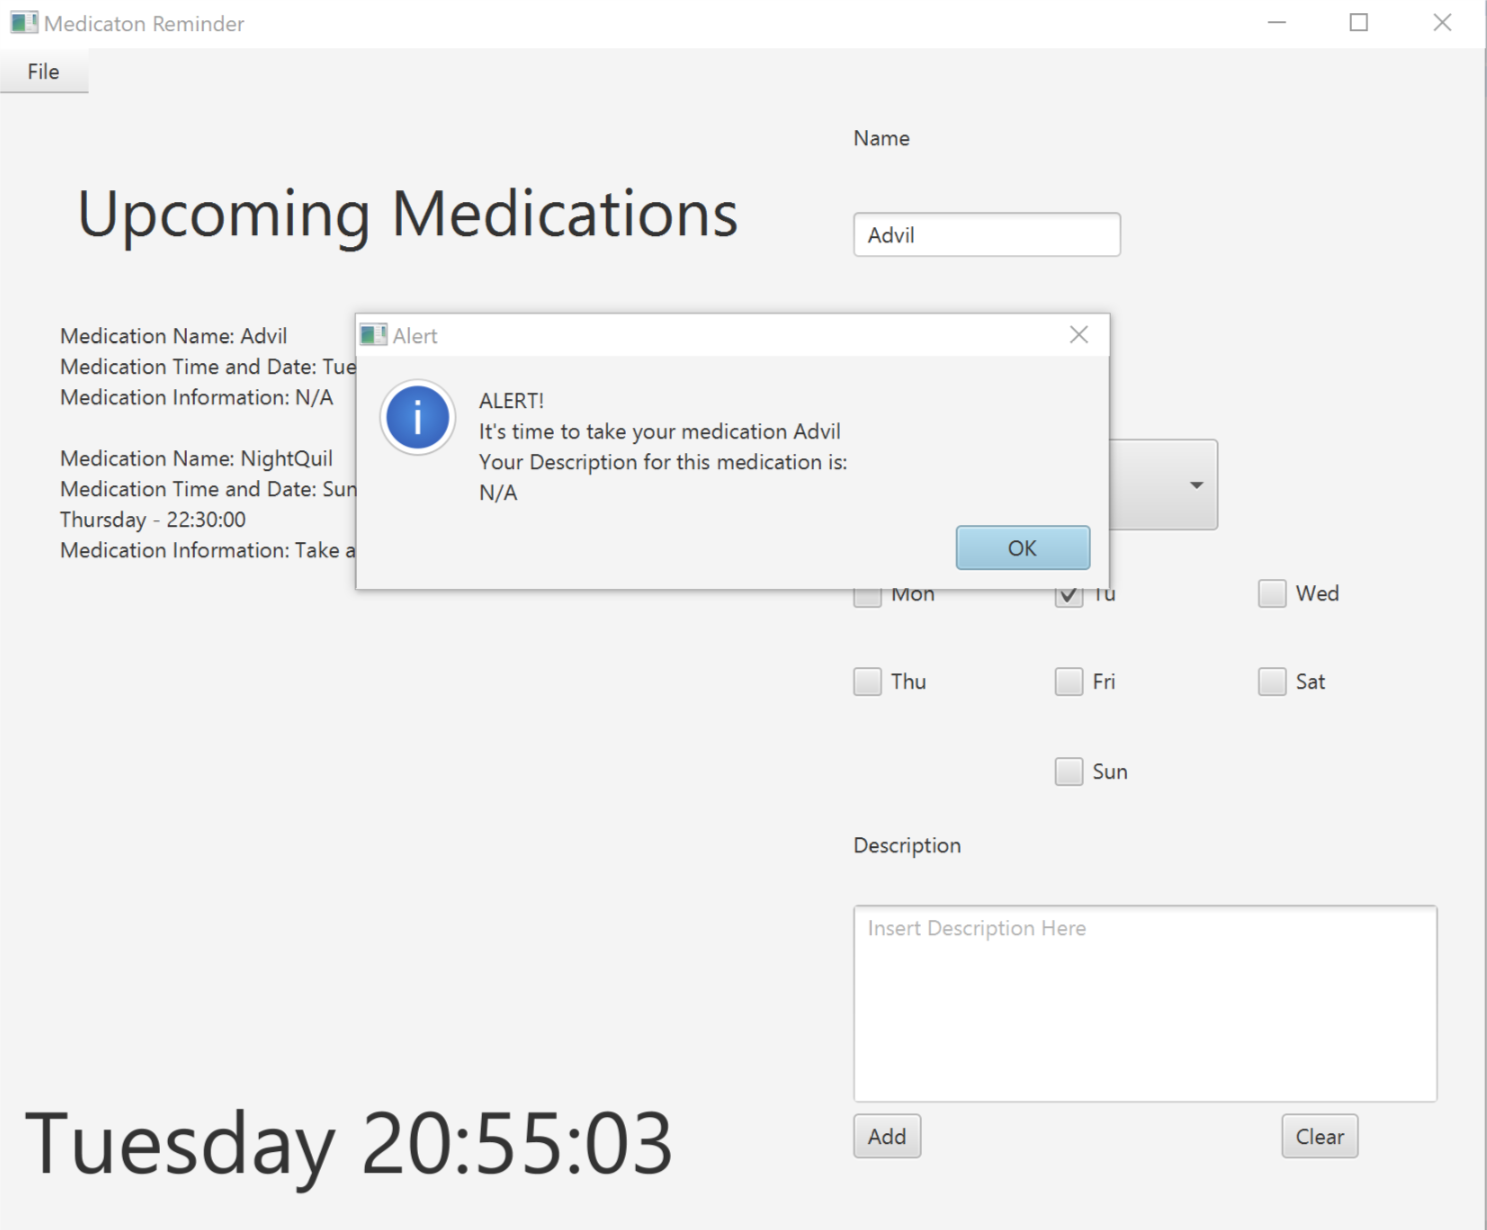 Medicaton Reminder
File
Upcoming Medications
Medication Name: Advil
Medication Time and Date: Tue
Medication Information: N/A
Medication Name: NightQuil
Medication Time and Date: Sun
Thursday - 22:30:00
Medication Information: Take a
Alert
ALERT!
It's time to take your medication Advil
Your Description for this medication is:
N/A
OK
Name
Advil
Mon
Tu
Wed
Thu
Fri
Sat
Sun
Description
Insert Description Here
Add
Clear
Tuesday 20:55:03